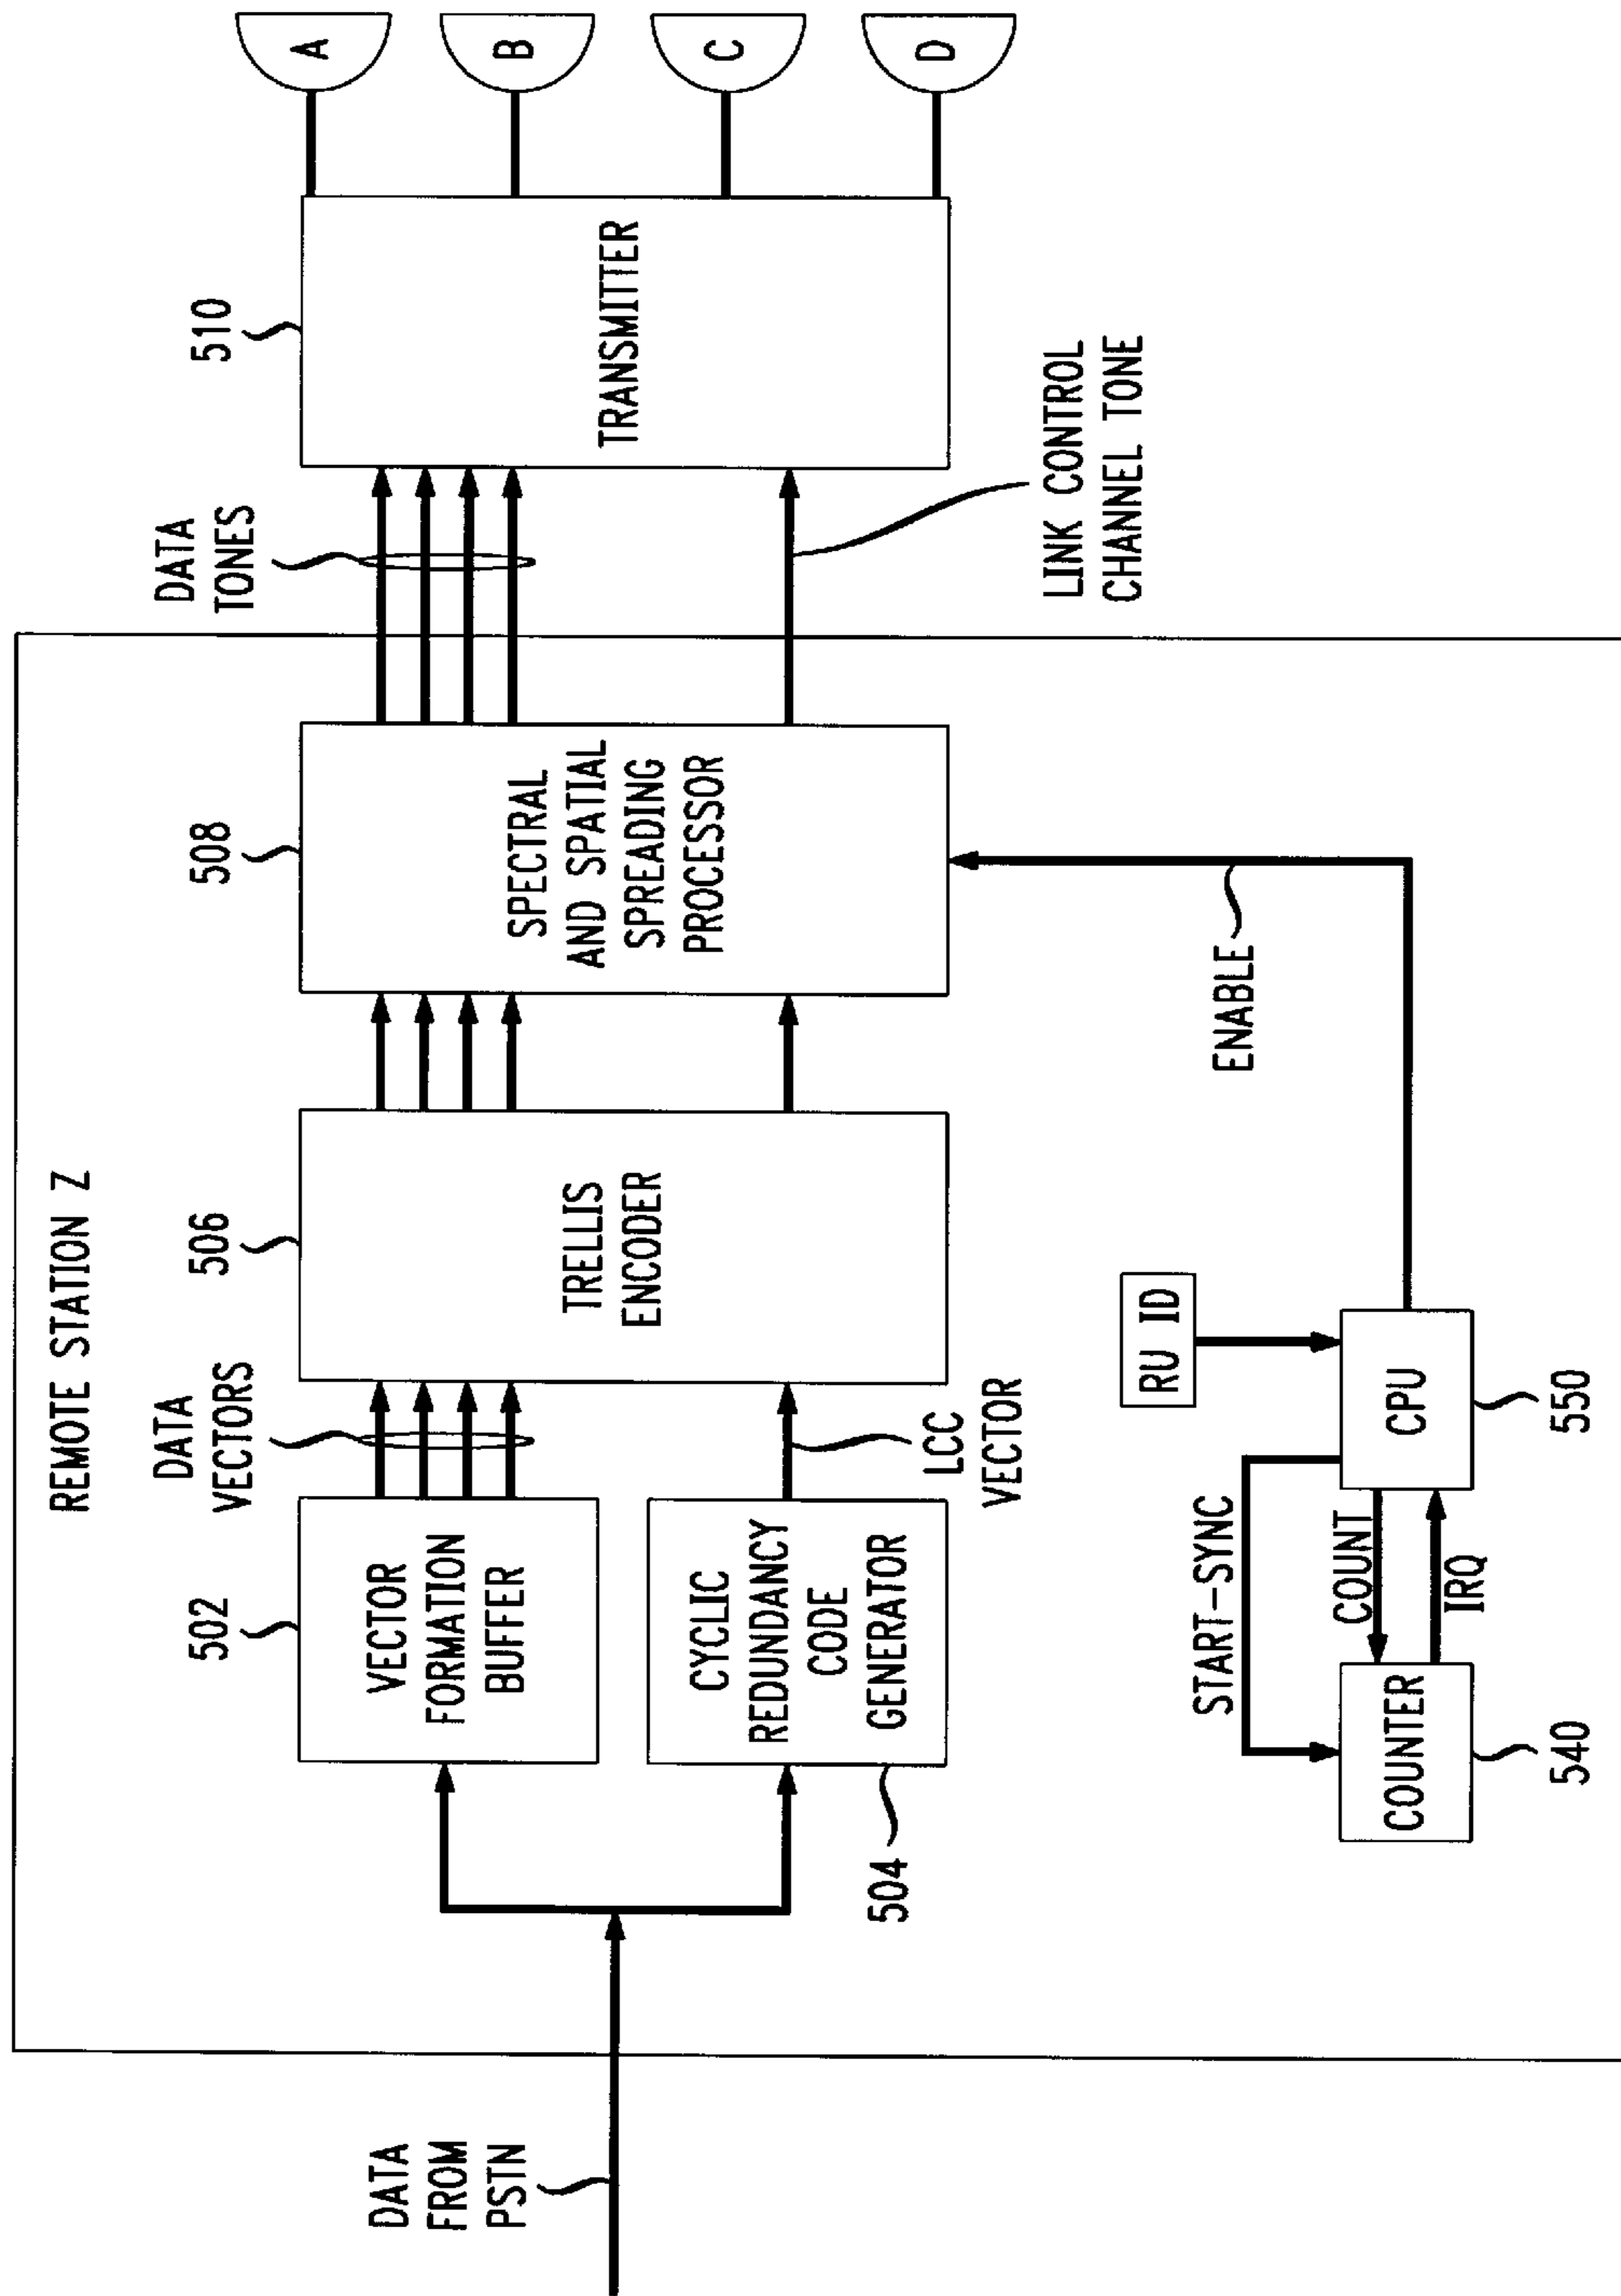 REMOTE STATION Z
DATA
FROM
PSTN
502
VECTOR
FORMATION
BUFFER
CYCLIC
REDUNDANCY
CODE
GENERATOR
504
DATA
VECTORS
LCC
VECTOR
506
TRELLIS
ENCODER
508
SPECTRAL
AND SPATIAL
SPREADING
PROCESSOR
DATA
TONES
LINK CONTROL
CHANNEL TONE
510
TRANSMITTER
A
B
C
D
ENABLE
RU ID
START-SYNC
COUNT
IRQ
COUNTER
540
CPU
550